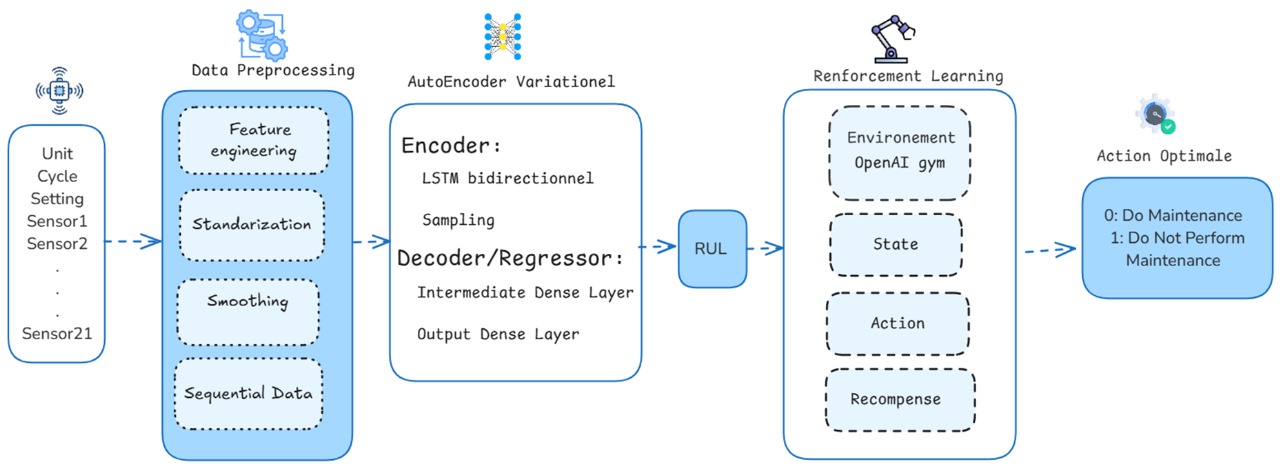 Unit
Cycle
Setting
Sensor1
Sensor2
.
.
.
Sensor21
Data Preprocessing
Feature
engineering
Standarization
Smoothing
Sequential Data
AutoEncoder Variationel
Encoder:
LSTM bidirectionnel
Sampling
Decoder/Regressor:
Intermediate Dense Layer
Output Dense Layer
RUL
Renforcement Learning
Environement
OpenAI gym
State
Action
Recompense
Action Optimale
0: Do Maintenance
1: Do Not Perform
Maintenance